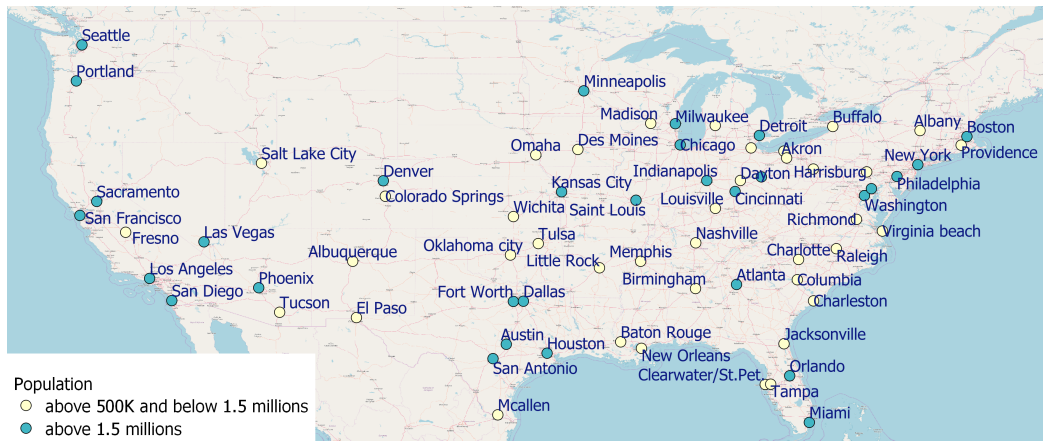 Seattle
Portland
Minneapolis
Madison
Milwaukee
Detroit
Buffalo
Albany
Boston
Omaha
Des Moines
Chicago
Akron
New York
Providence
Salt Lake City
Denver
Colorado Springs
Kansas City
Indianapolis
Dayton
Harrisburg
Philadelphia
Sacramento
San Francisco
Fresno
Las Vegas
Wichita
Saint Louis
Louisville
Cincinnati
Washington
Richmond
Virginia beach
Albuquerque
Oklahoma city
Tulsa
Little Rock
Memphis
Nashville
Charlotte
Raleigh
Los Angeles
San Diego
Phoenix
Tucson
El Paso
Fort Worth
Dallas
Birmingham
Atlanta
Columbia
Charleston
Austin
Houston
San Antonio
Baton Rouge
New Orleans
Jacksonville
Clearwater/St.Pet.
Orlando
Tampa
Mcallen
Miami
Population
above 500K and below 1.5 millions
above 1.5 millions